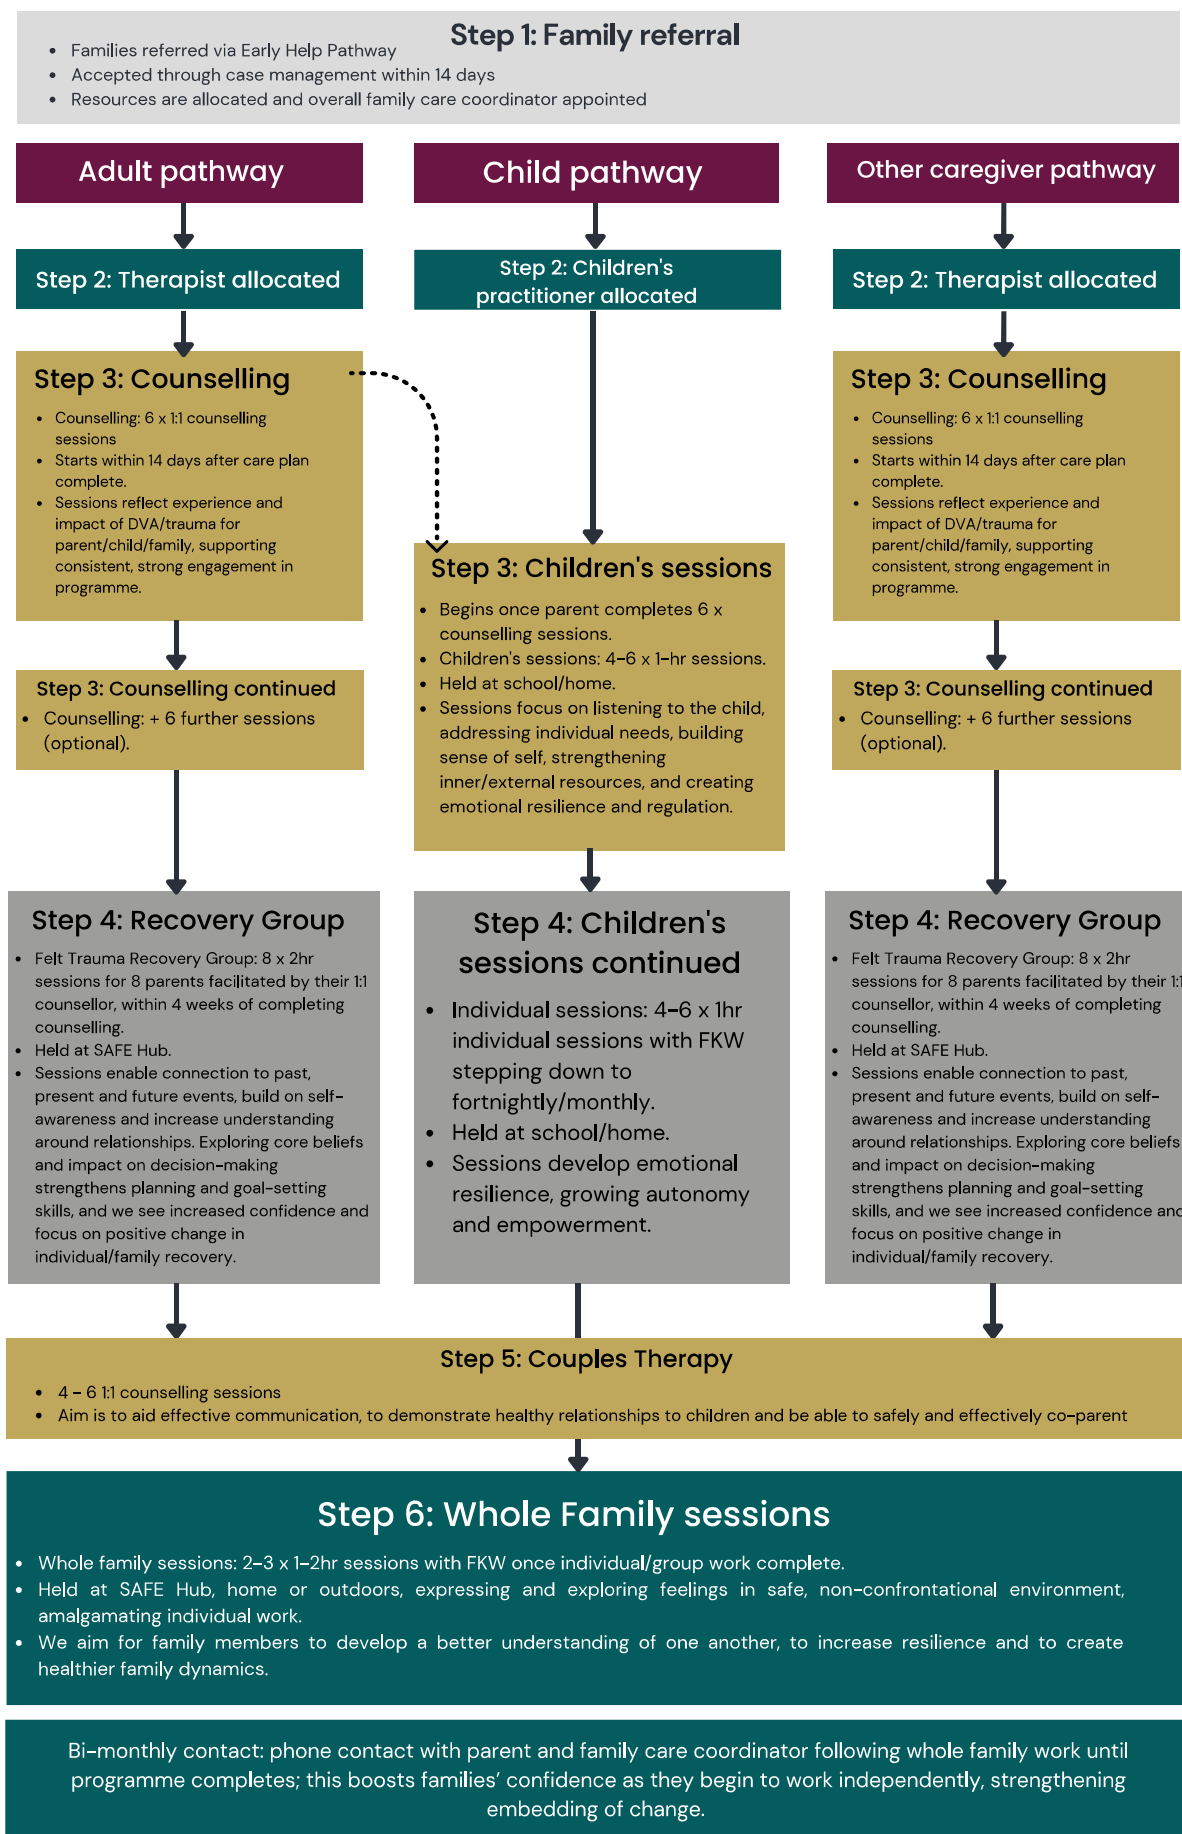 Step 1: Family referral
• Families referred via Early Help Pathway
• Accepted through case management within 14 days
• Resources are allocated and overall family care coordinator appointed
Adult pathway
Step 2: Therapist allocated
Step 3: Counselling
• Counselling: 6 x 1:1 counselling
sessions
• Starts within 14 days after care plan
complete.
• Sessions reflect experience and
impact of DVA/trauma for
parent/child/family, supporting
consistent, strong engagement in
programme.
Step 3: Counselling continued
• Counselling: + 6 further sessions
(optional).
Step 4: Recovery Group
• Felt Trauma Recovery Group: 8 x 2hr
sessions for 8 parents facilitated by their 1:1
counsellor, within 4 weeks of completing
counselling.
• Held at SAFE Hub.
• Sessions enable connection to past,
present and future events, build on self-
awareness and increase understanding
around relationships. Exploring core beliefs
and impact on decision-making
strengthens planning and goal-setting
skills, and we see increased confidence and
focus on positive change in
individual/family recovery.
Child pathway
Step 2: Children's
practitioner allocated
Step 3: Children's sessions
• Begins once parent completes 6 x
counselling sessions.
• Children's sessions: 4–6 x 1-hr sessions.
• Held at school/home.
• Sessions focus on listening to the child,
addressing individual needs, building
sense of self, strengthening
inner/external resources, and creating
emotional resilience and regulation.
Step 4: Children's
sessions continued
• Individual sessions: 4–6 x 1hr
individual sessions with FKW
stepping down to
fortnightly/monthly.
• Held at school/home.
• Sessions develop emotional
resilience, growing autonomy
and empowerment.
Other caregiver pathway
Step 2: Therapist allocated
Step 3: Counselling
• Counselling: 6 x 1:1 counselling
sessions
• Starts within 14 days after care plan
complete.
• Sessions reflect experience and
impact of DVA/trauma for
parent/child/family, supporting
consistent, strong engagement in
programme.
Step 3: Counselling continued
• Counselling: + 6 further sessions
(optional).
Step 4: Recovery Group
• Felt Trauma Recovery Group: 8 x 2hr
sessions for 8 parents facilitated by their 1:1
counsellor, within 4 weeks of completing
counselling.
• Held at SAFE Hub.
• Sessions enable connection to past,
present and future events, build on self-
awareness and increase understanding
around relationships. Exploring core beliefs
and impact on decision-making
strengthens planning and goal-setting
skills, and we see increased confidence and
focus on positive change in
individual/family recovery.
Step 5: Couples Therapy
• 4 – 6 1:1 counselling sessions
• Aim is to aid effective communication, to demonstrate healthy relationships to children and be able to safely and effectively co-parent
Step 6: Whole Family sessions
• Whole family sessions: 2–3 x 1–2hr sessions with FKW once individual/group work complete.
• Held at SAFE Hub, home or outdoors, expressing and exploring feelings in safe, non-confrontational environment,
amalgamating individual work.
• We aim for family members to develop a better understanding of one another, to increase resilience and to create
healthier family dynamics.
Bi-monthly contact: phone contact with parent and family care coordinator following whole family work until
programme completes; this boosts families’ confidence as they begin to work independently, strengthening
embedding of change.